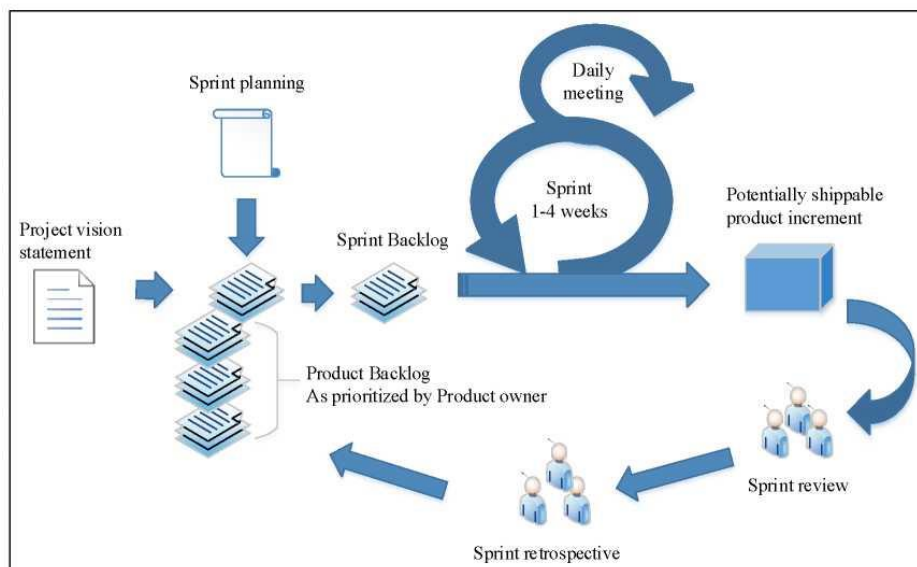 Sprint planning
Daily
meeting
Sprint
1-4 weeks
Potentially shippable
product increment
Project vision
statement
Sprint Backlog
Product Backlog
As prioritized by Product owner
Sprint review
Sprint retrospective